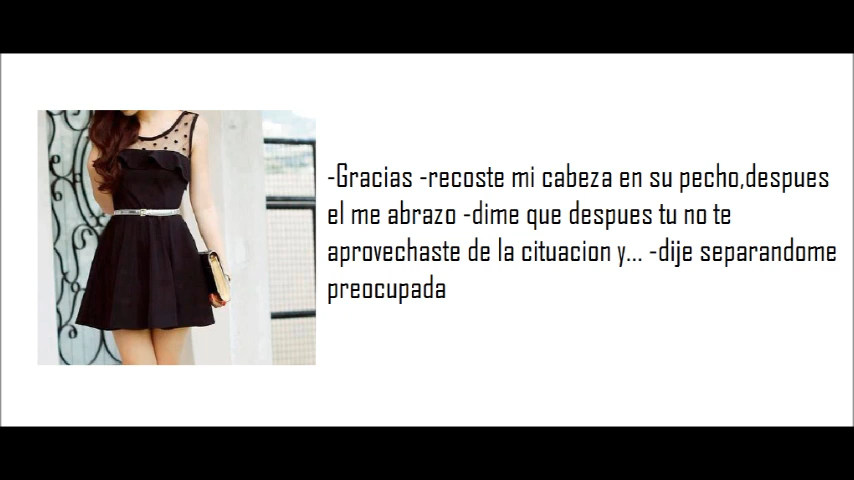 -Gracias -recoste mi cabeza en su pecho,despues
el me abrazo -dime que despues tu no te
aprovechaste de la cituacion y... -dije separandome
preocupada